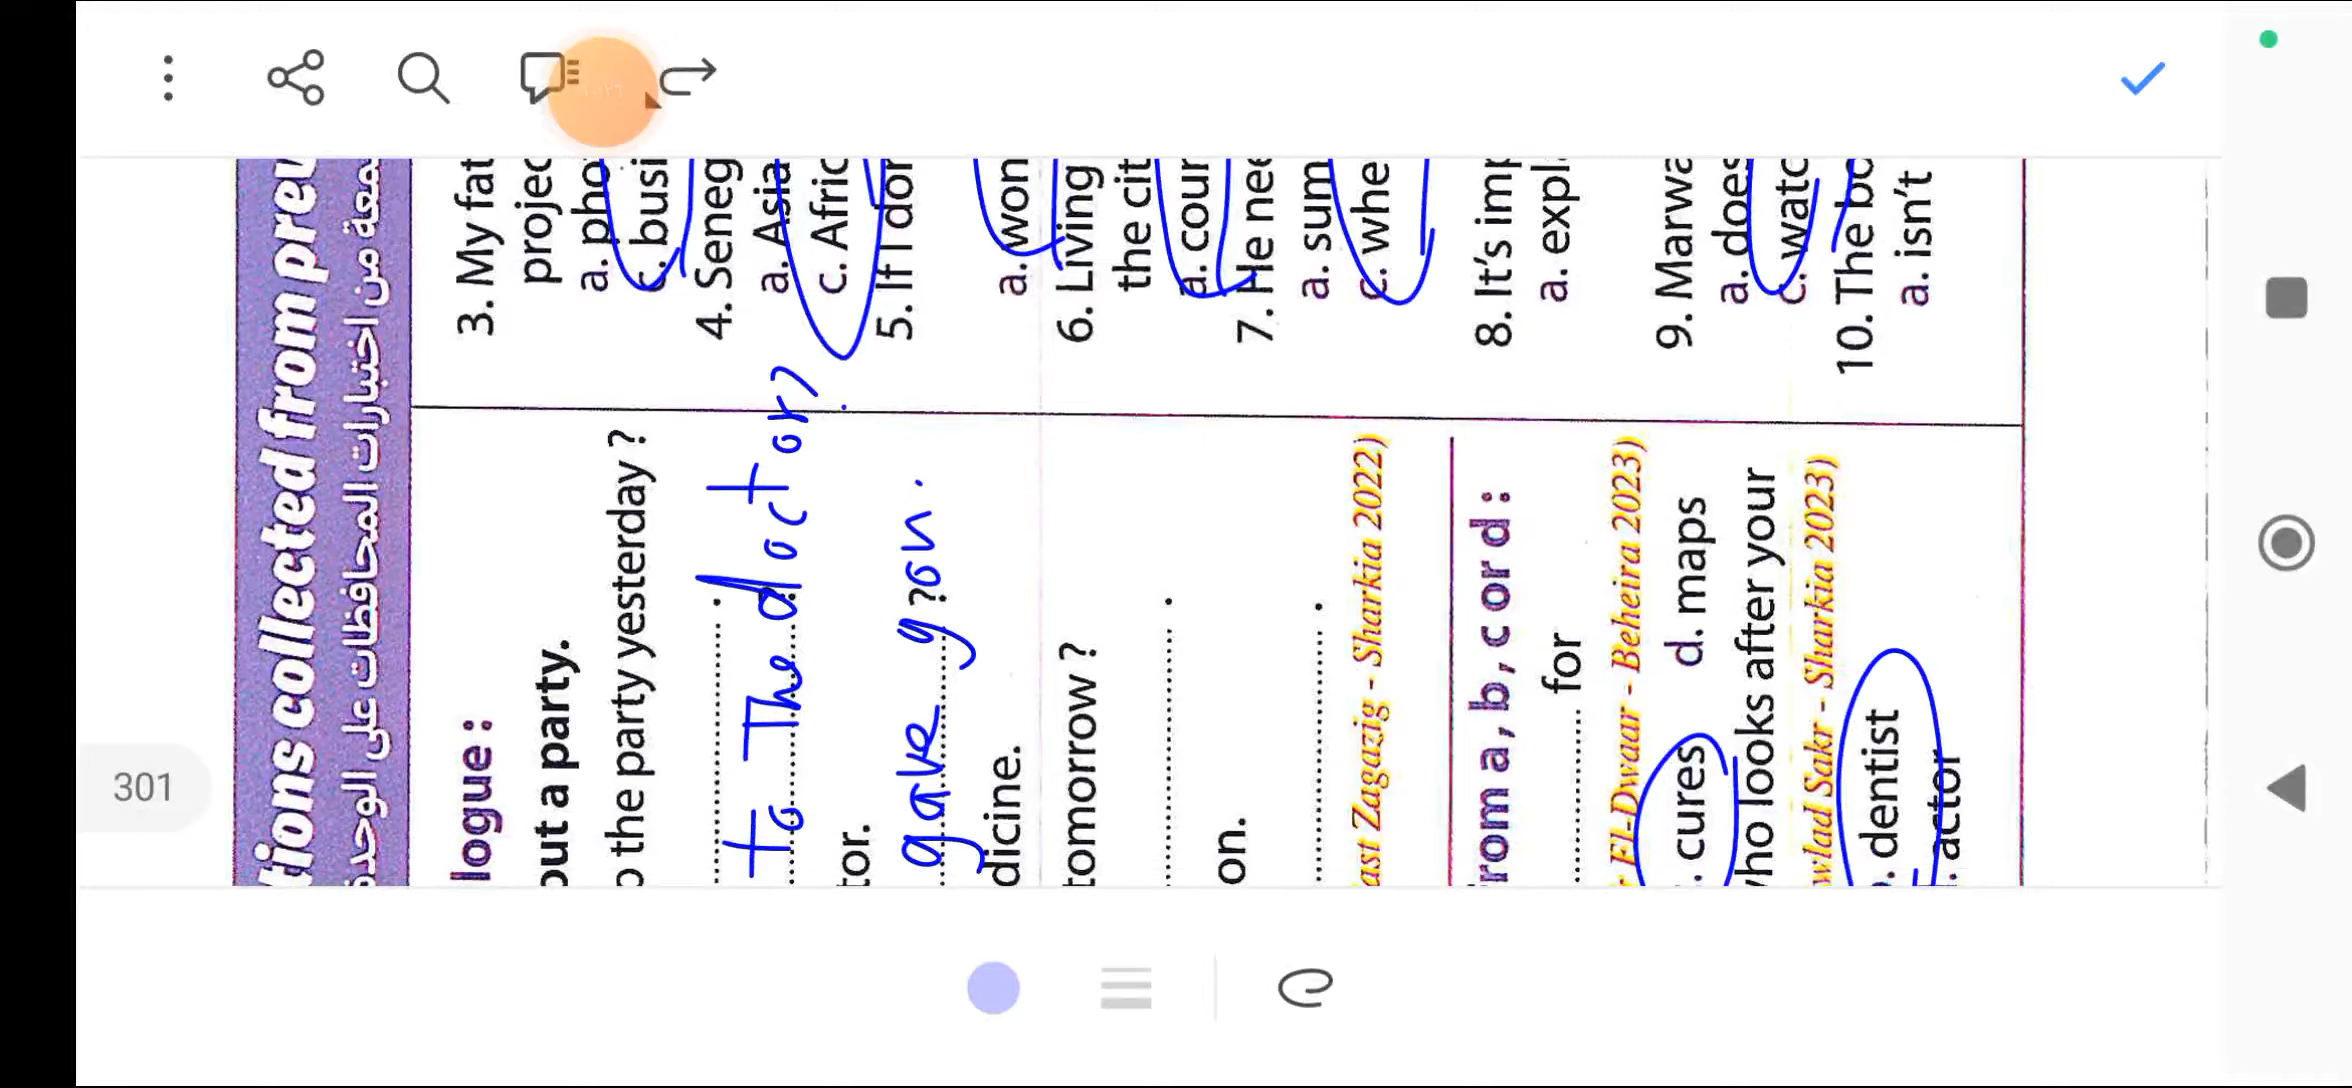 tions collected from prev
معة من اختبارات المحافظات على الوحدة
logue :
out a party.
o the party yesterday ?
to The doctor?
tor.
gave you.
?
dicine.
tomorrow ?
on.
ast Zagazig - Sharkia 2022)
from a, b, c or d :
for
r El-Dwaar - Beheira 2023)
. cures d. maps
who looks after your
wlad Sakr - Sharkia 2023)
. dentist
. actor
3. My fat
projec
a. pho
c. busi
4. Seneg
a. Asia
c. Afric
5. If I don
a. won
6. Living
the cit
a. coun
7. He nee
a. sum
c. whe
8. It's imp
a. expl
9. Marwa
a. does
c. watc
10. The bo
a. isn't
301